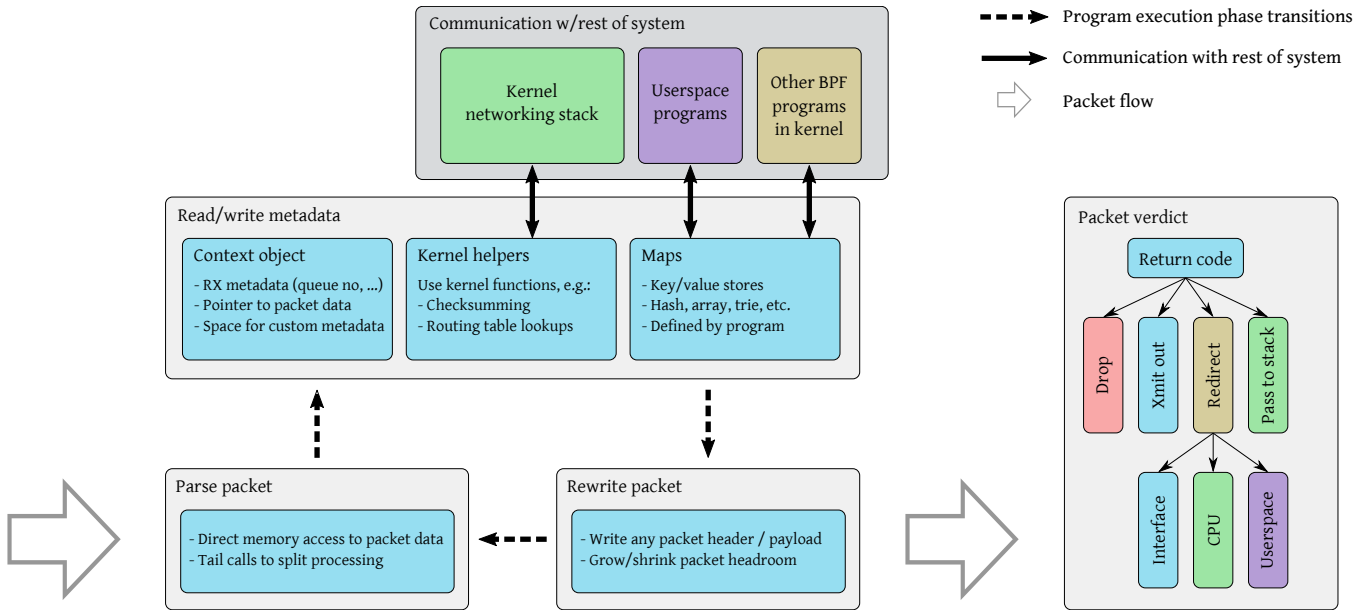 Communication w/rest of system
Kernel
networking stack
Userspace
programs
Other BPF
programs
in kernel
Program execution phase transitions
Communication with rest of system
Packet flow
Read/write metadata
Context object
- RX metadata (queue no, ...)
- Pointer to packet data
- Space for custom metadata
Kernel helpers
Use kernel functions, e.g.:
- Checksumming
- Routing table lookups
Maps
- Key/value stores
- Hash, array, trie, etc.
- Defined by program
Parse packet
- Direct memory access to packet data
- Tail calls to split processing
Rewrite packet
- Write any packet header / payload
- Grow/shrink packet headroom
Packet verdict
Return code
Drop
Xmit out
Redirect
Pass to stack
Interface
CPU
Userspace